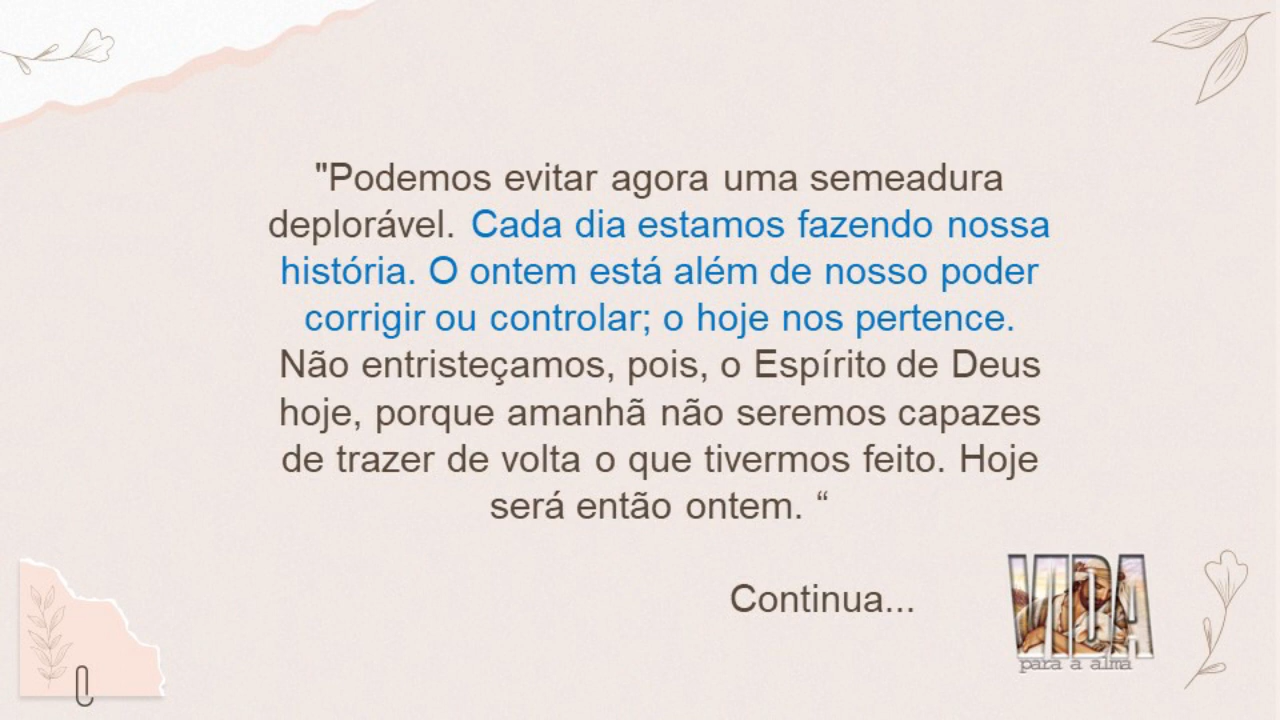 "Podemos evitar agora uma semeadura
deplorável. Cada dia estamos fazendo nossa
história. O ontem está além de nosso poder
corrigir ou controlar; o hoje nos pertence.
Não entristeçamos, pois, o Espírito de Deus
hoje, porque amanhã não seremos capazes
de trazer de volta o que tivermos feito. Hoje
será então ontem. “
Continua...
VIDA
para a alma